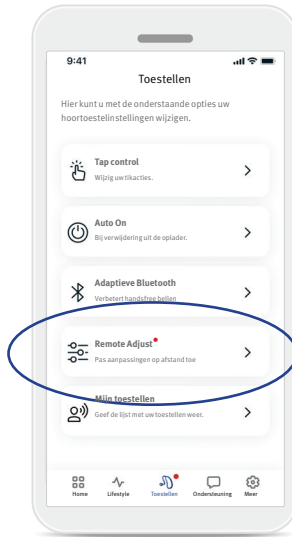 9:41
Toestellen
Hier kunt u met de onderstaande opties uw
hoortoestelinstellingen wijzigen.
Tap control
Wijzig uw tikacties.
Auto On
Bij verwijdering uit de oplader.
Adaptieve Bluetooth
Verbetert handsfree bellen
Remote Adjust
Pas aanpassingen op afstand toe
Mijn toestellen
Geef de lijst met uw toestellen weer.
Home Lifestyle Toestellen Ondersteuning Meer